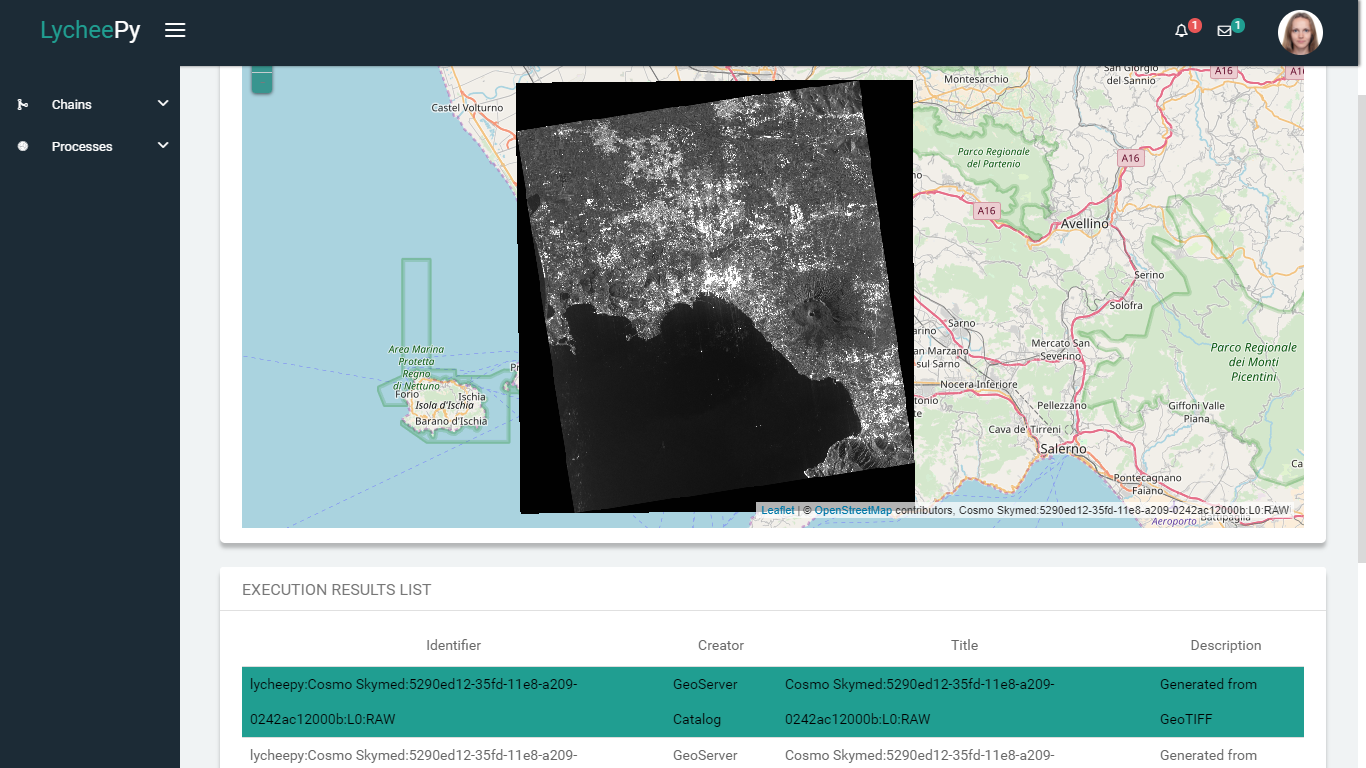 LycheePy
1
1
Chains
Processes
Castel Volturno
Montesarchio
San Giorgio
del Sannio
A16
Parco Regionale
del Partenio
A16
A16
Avellino
Serino
Solofra
Sarno
Mercato San
Severino
an Marzano
sul Sarno
Nocera Inferiore
Parco Regionale
dei Monti
Picentini
Pellezzano
Giffoni Valle
Piana
Cava de' Tirreni
Salerno
Pontecagnano
Faiano
Aeroporto
Battipaglia
Area Marina
Protetta
Regno
di Nettuno
Forio
Ischia
Isola d'Ischia
Barano d'Ischia
Leaflet | © OpenStreetMap contributors, Cosmo Skymed:5290ed12-35fd-11e8-a209-0242ac12000b:L0:RAW
EXECUTION RESULTS LIST
Identifier Creator Title Description
lycheepy:Cosmo Skymed:5290ed12-35fd-11e8-a209- GeoServer Cosmo Skymed:5290ed12-35fd-11e8-a209- Generated from
0242ac12000b:L0:RAW Catalog 0242ac12000b:L0:RAW GeoTIFF
lycheepy:Cosmo Skymed:5290ed12-35fd-11e8-a209- GeoServer Cosmo Skymed:5290ed12-35fd-11e8-a209- Generated from